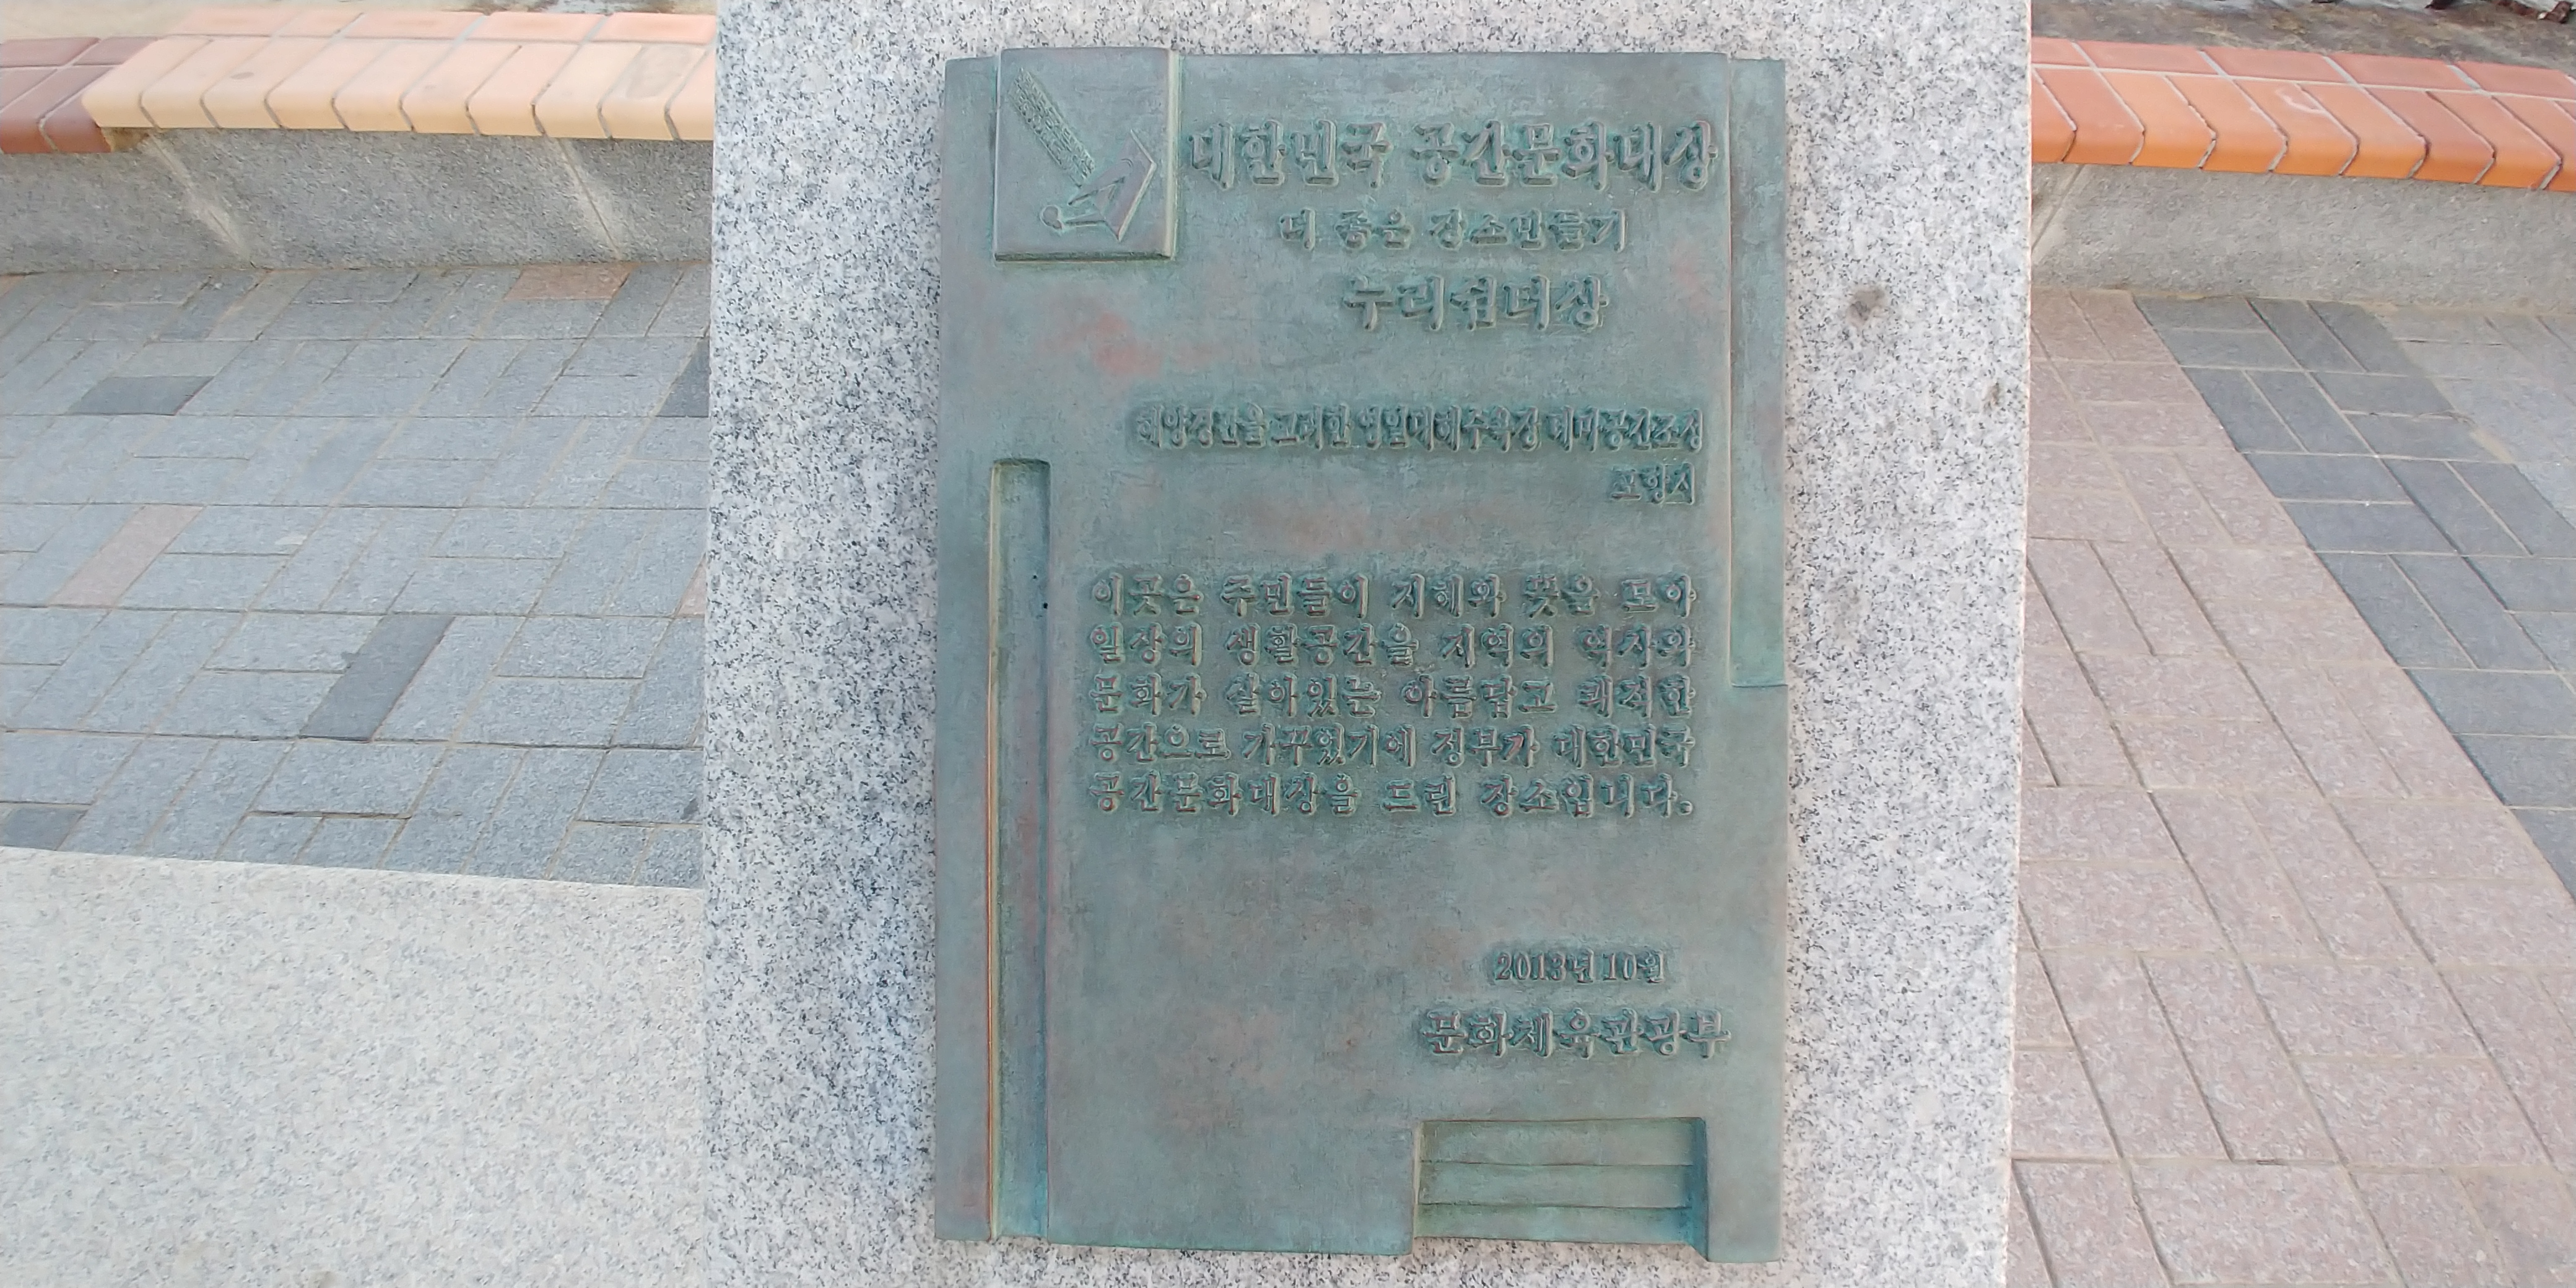 대한민국 공간문화대상
더 좋은 장소만들기
누리쉼터상
해양경관을 고려한 영일대해수욕장 테마공간조성
포항시
이곳은 주민들이 지혜와 뜻을 모아
일상의 생활공간을 지역의 역사와
문화가 살아있는 아름답고 쾌적한
공간으로 가꾸었기에 정부가 대한민국
공간문화대상을 드린 장소입니다.
2013년 10월
문화체육관광부